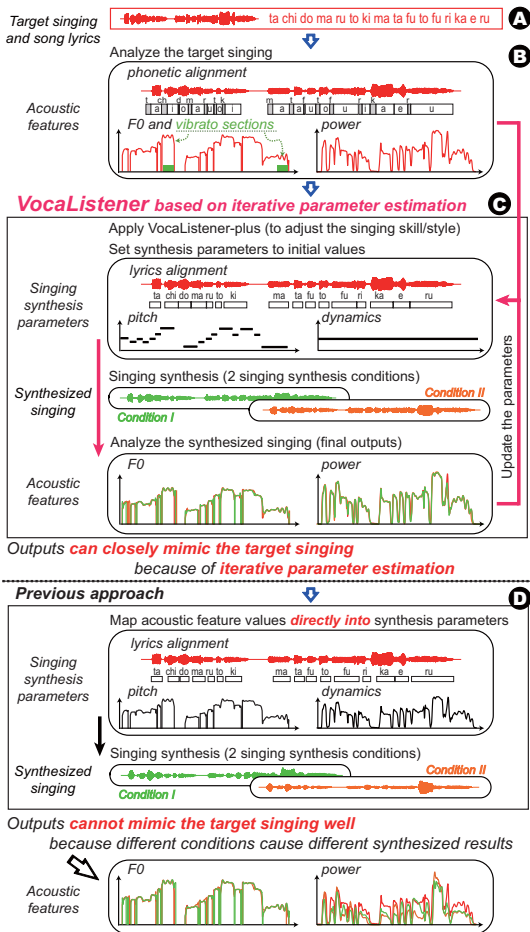 Target singing
and song lyrics
ta chi do ma ru to ki ma ta fu to fu ri ka e ru
A
B
Analyze the target singing
phonetic alignment
t ch d m r t k m t f t f r k r
a i o a u o i a a u o u i a e u
Acoustic
features
F0 and vibrato sections
power
VocaListener based on iterative parameter estimation
C
Apply VocaListener-plus (to adjust the singing skill/style)
Set synthesis parameters to initial values
Singing
synthesis
parameters
lyrics alignment
ta chi do ma ru to ki ma ta fu to fu ri ka e ru
pitch
dynamics
Update the parameters
Synthesized
singing
Singing synthesis (2 singing synthesis conditions)
Condition II
Condition I
Analyze the synthesized singing (final outputs)
Acoustic
features
F0
power
Outputs can closely mimic the target singing
because of iterative parameter estimation
Previous approach
D
Map acoustic feature values directly into synthesis parameters
Singing
synthesis
parameters
lyrics alignment
ta chi do ma ru to ki ma ta fu to fu ri ka e ru
pitch
dynamics
Synthesized
singing
Singing synthesis (2 singing synthesis conditions)
Condition II
Condition I
Outputs cannot mimic the target singing well
because different conditions cause different synthesized results
Acoustic
features
F0
power